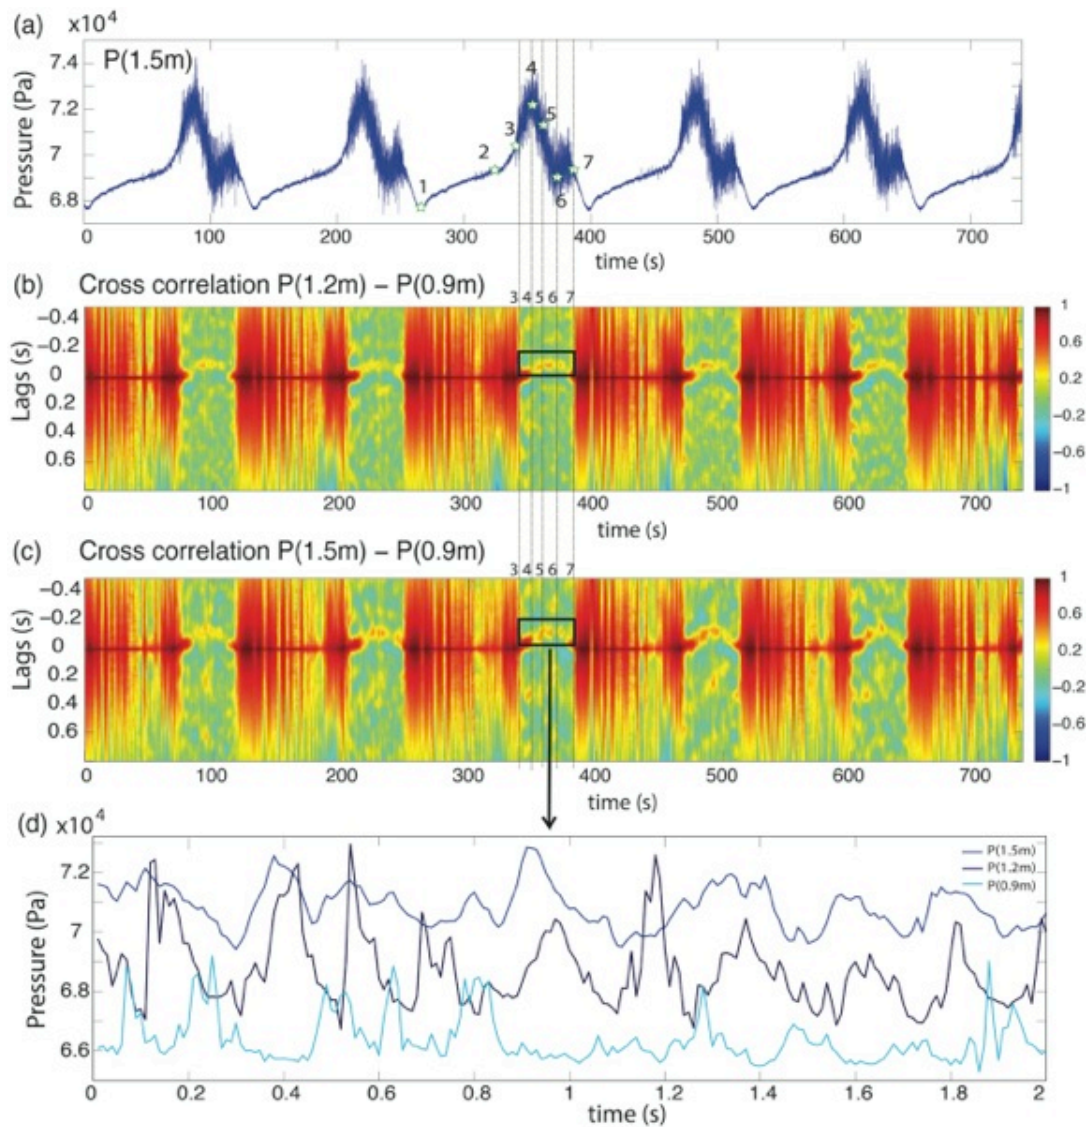 (a)
x10⁴
P(1.5m)
Pressure (Pa)
7.4
7.2
7
6.8
1
2
3
4
5
6
7
0 100 200 300 400 500 600 700
time (s)
(b) Cross correlation P(1.2m) – P(0.9m)
3 4 5 6 7
Lags (s)
−0.4
−0.2
0
0.2
0.4
0.6
1
0.6
0.2
−0.2
−0.6
−1
0 100 200 300 400 500 600 700
time (s)
(c) Cross correlation P(1.5m) – P(0.9m)
3 4 5 6 7
Lags (s)
−0.4
−0.2
0
0.2
0.4
0.6
1
0.6
0.2
−0.2
−0.6
−1
0 100 200 300 400 500 600 700
time (s)
(d)
x10⁴
Pressure (Pa)
7.2
7
6.8
6.6
P(1.5m)
P(1.2m)
P(0.9m)
0 0.2 0.4 0.6 0.8 1 1.2 1.4 1.6 1.8 2
time (s)